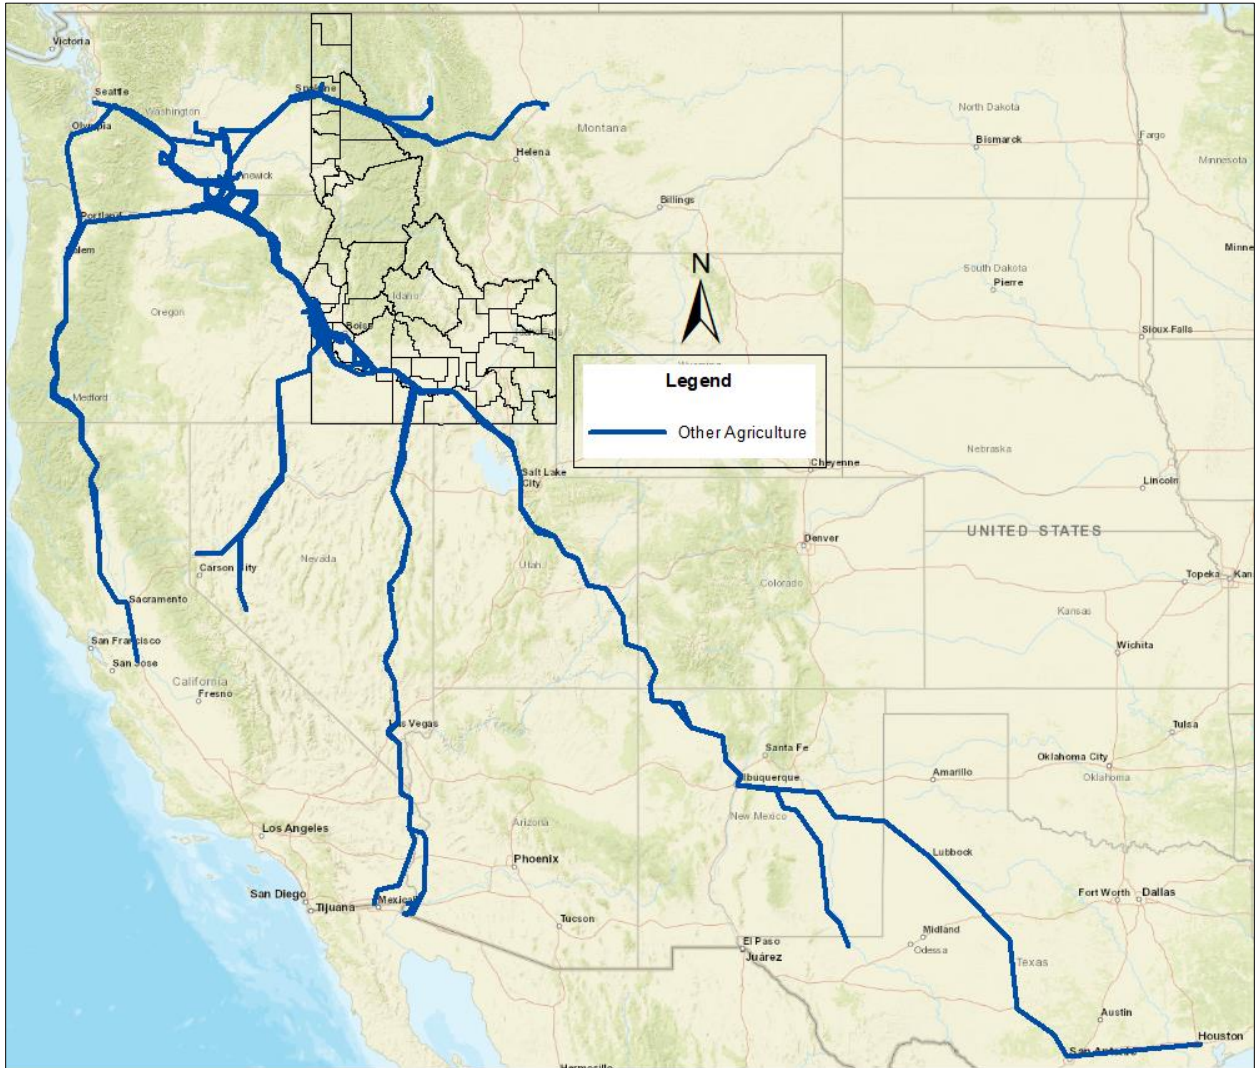 Victoria
Seattle
Washington
Olympia
Montana
North Dakota
Bismarck
Fargo
Minnesota
Helena
Billings
Portland
N
South Dakota
Pierre
Oregon
Idaho
Boise
Sioux Falls
Medford
Legend
Other Agriculture
Salt Lake
City
Cheyenne
Nebraska
Lincoln
UNITED STATES
Nevada
Carson City
Utah
Denver
Colorado
Topeka
Kansas
Sacramento
San Francisco
San Jose
California
Fresno
Wichita
Las Vegas
Santa Fe
Tulsa
Oklahoma City
Oklahoma
Albuquerque
Amarillo
New Mexico
Los Angeles
Arizona
Phoenix
Lubbock
San Diego
Tijuana
Fort Worth
Dallas
Tucson
Midland
Odessa
El Paso
Juárez
Texas
Austin
Houston
San Antonio